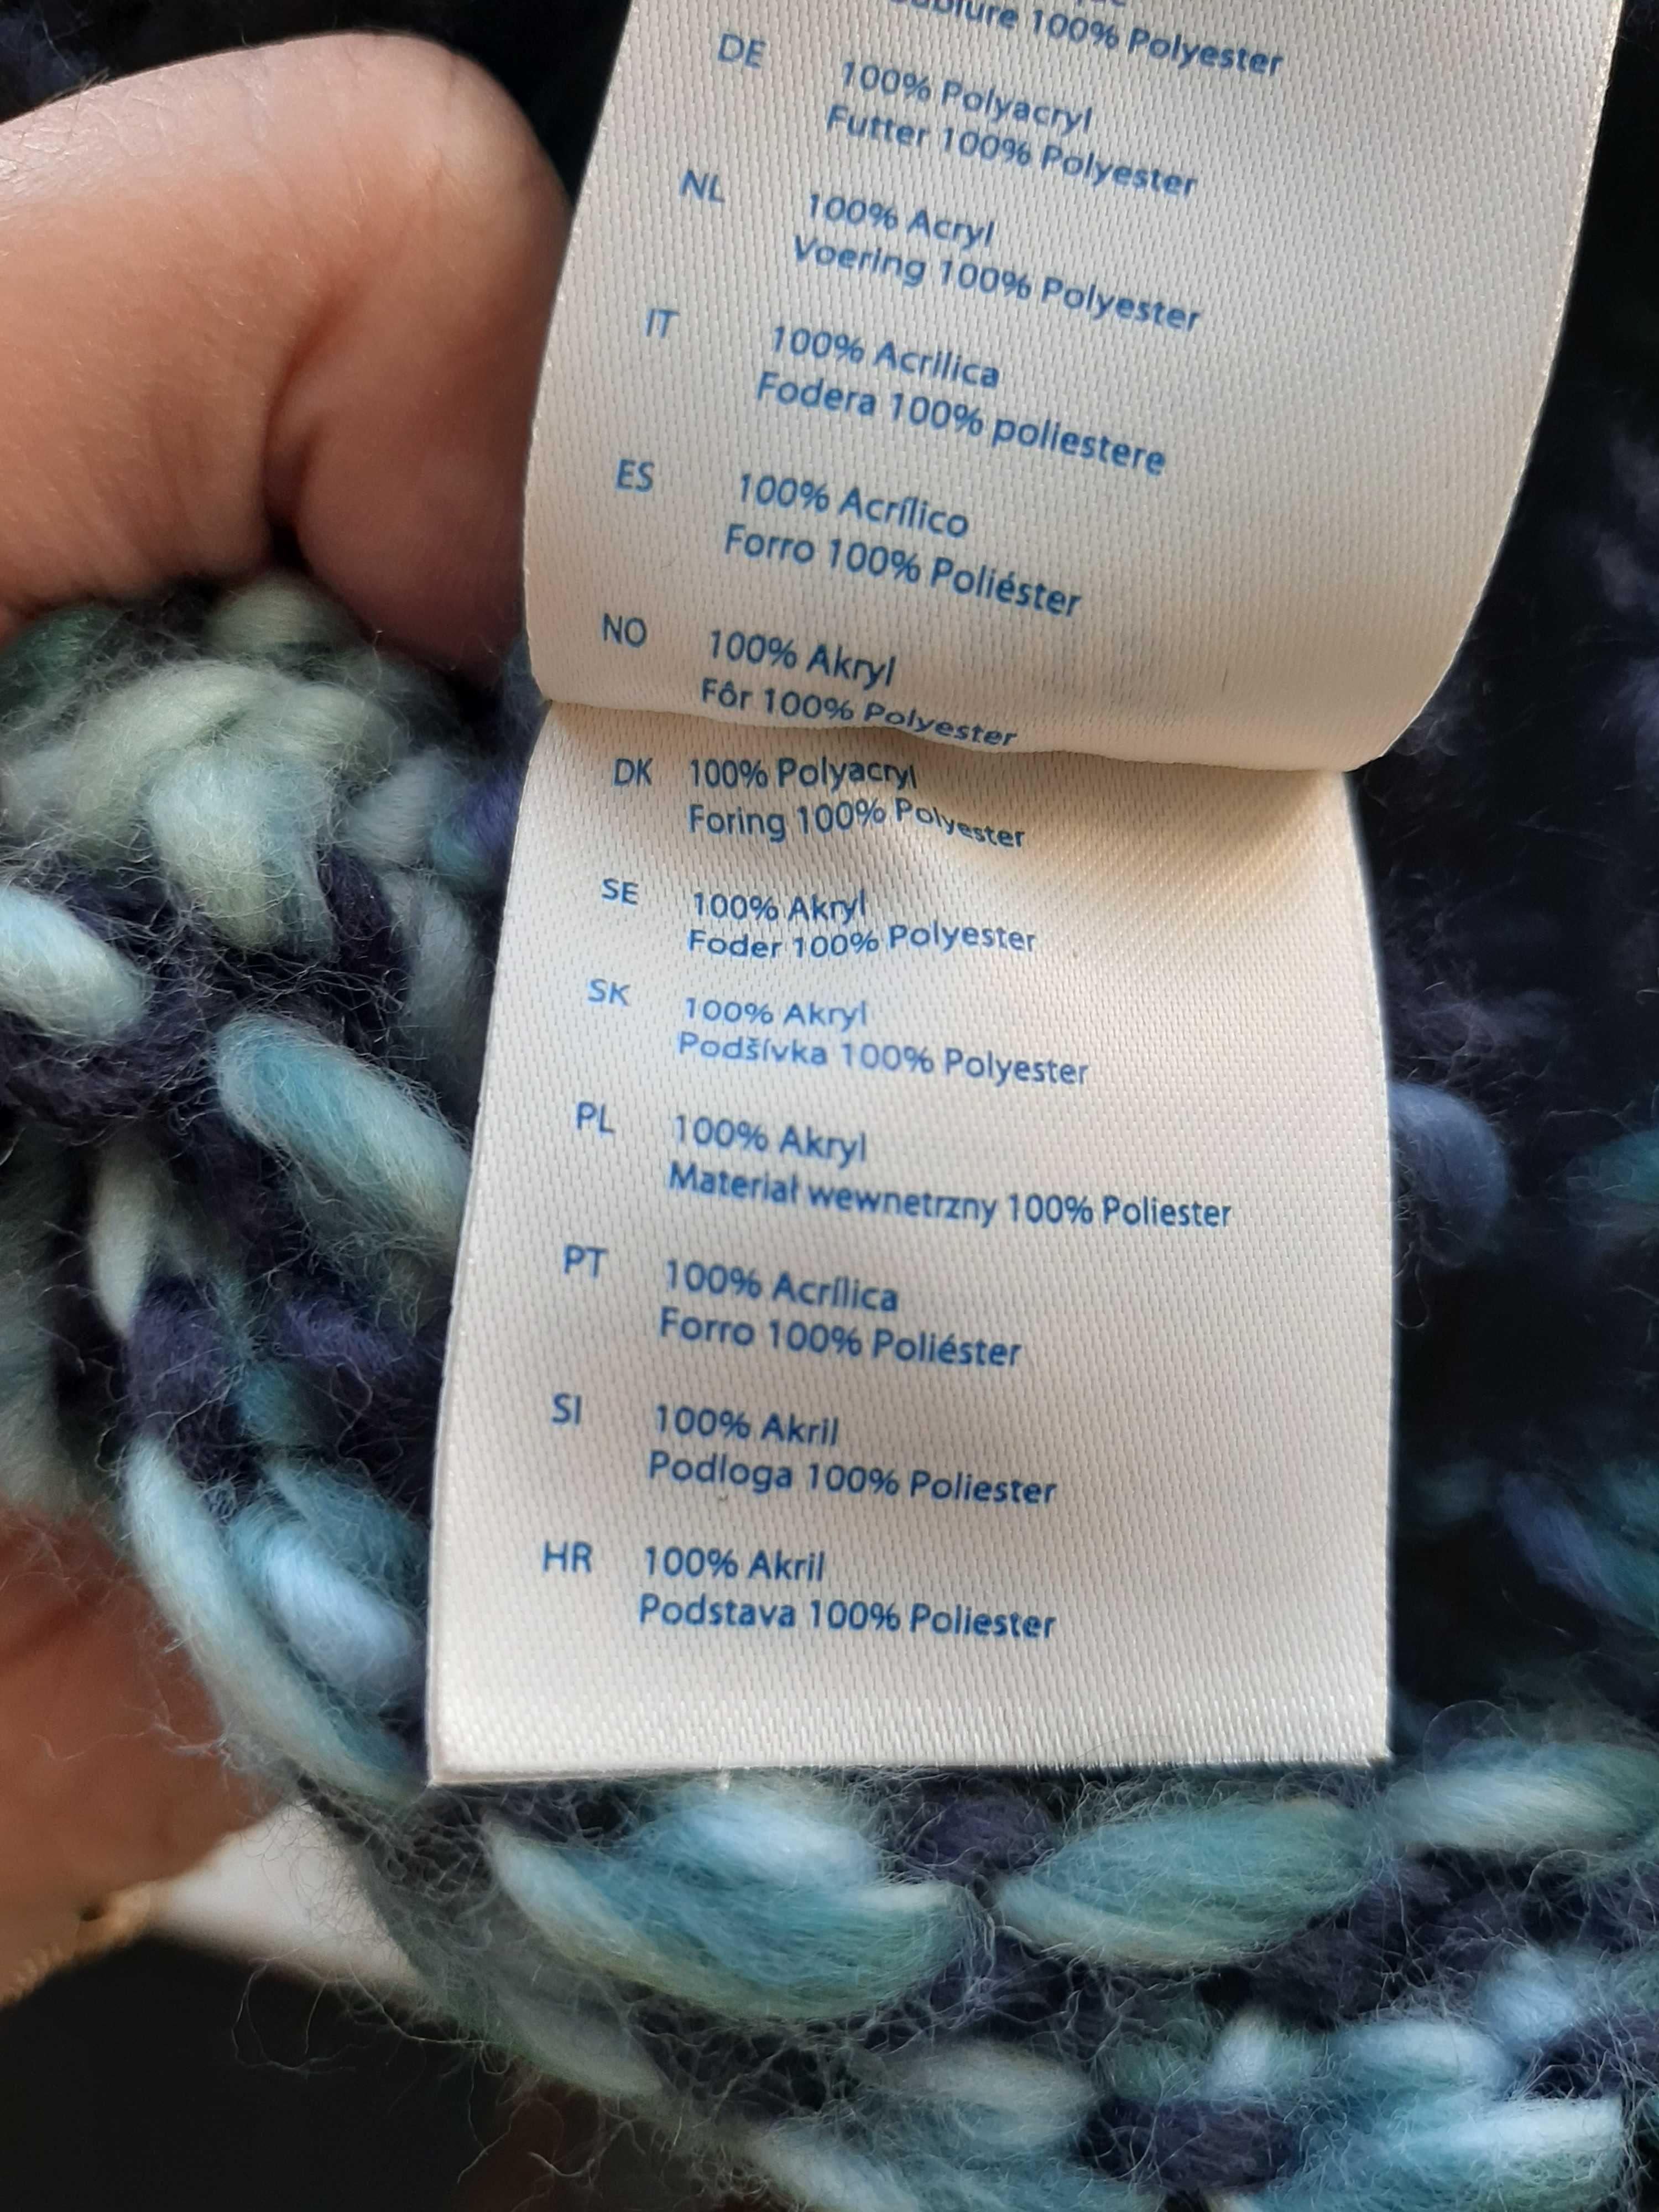 100% Polyester
DE 100% Polyacryl
Futter 100% Polyester
NL 100% Acryl
Voering 100% Polyester
IT 100% Acrilica
Fodera 100% poliestere
ES 100% Acrílico
Forro 100% Poliéster
NO 100% Akryl
Fôr 100% Polyester
DK 100% Polyacryl
Foring 100% Polyester
SE 100% Akryl
Foder 100% Polyester
SK 100% Akryl
Podšívka 100% Polyester
PL 100% Akryl
Materiał wewnetrzny 100% Poliester
PT 100% Acrílica
Forro 100% Poliéster
SI 100% Akril
Podloga 100% Poliester
HR 100% Akril
Podstava 100% Poliester